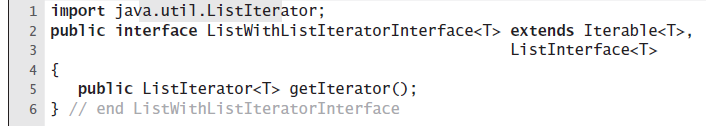 1 import java.util.ListIterator;
2 public interface ListWithListIteratorInterface<T> extends Iterable<T>,
3 ListInterface<T>
4 {
5 public ListIterator<T> getIterator();
6 } // end ListWithListIteratorInterface